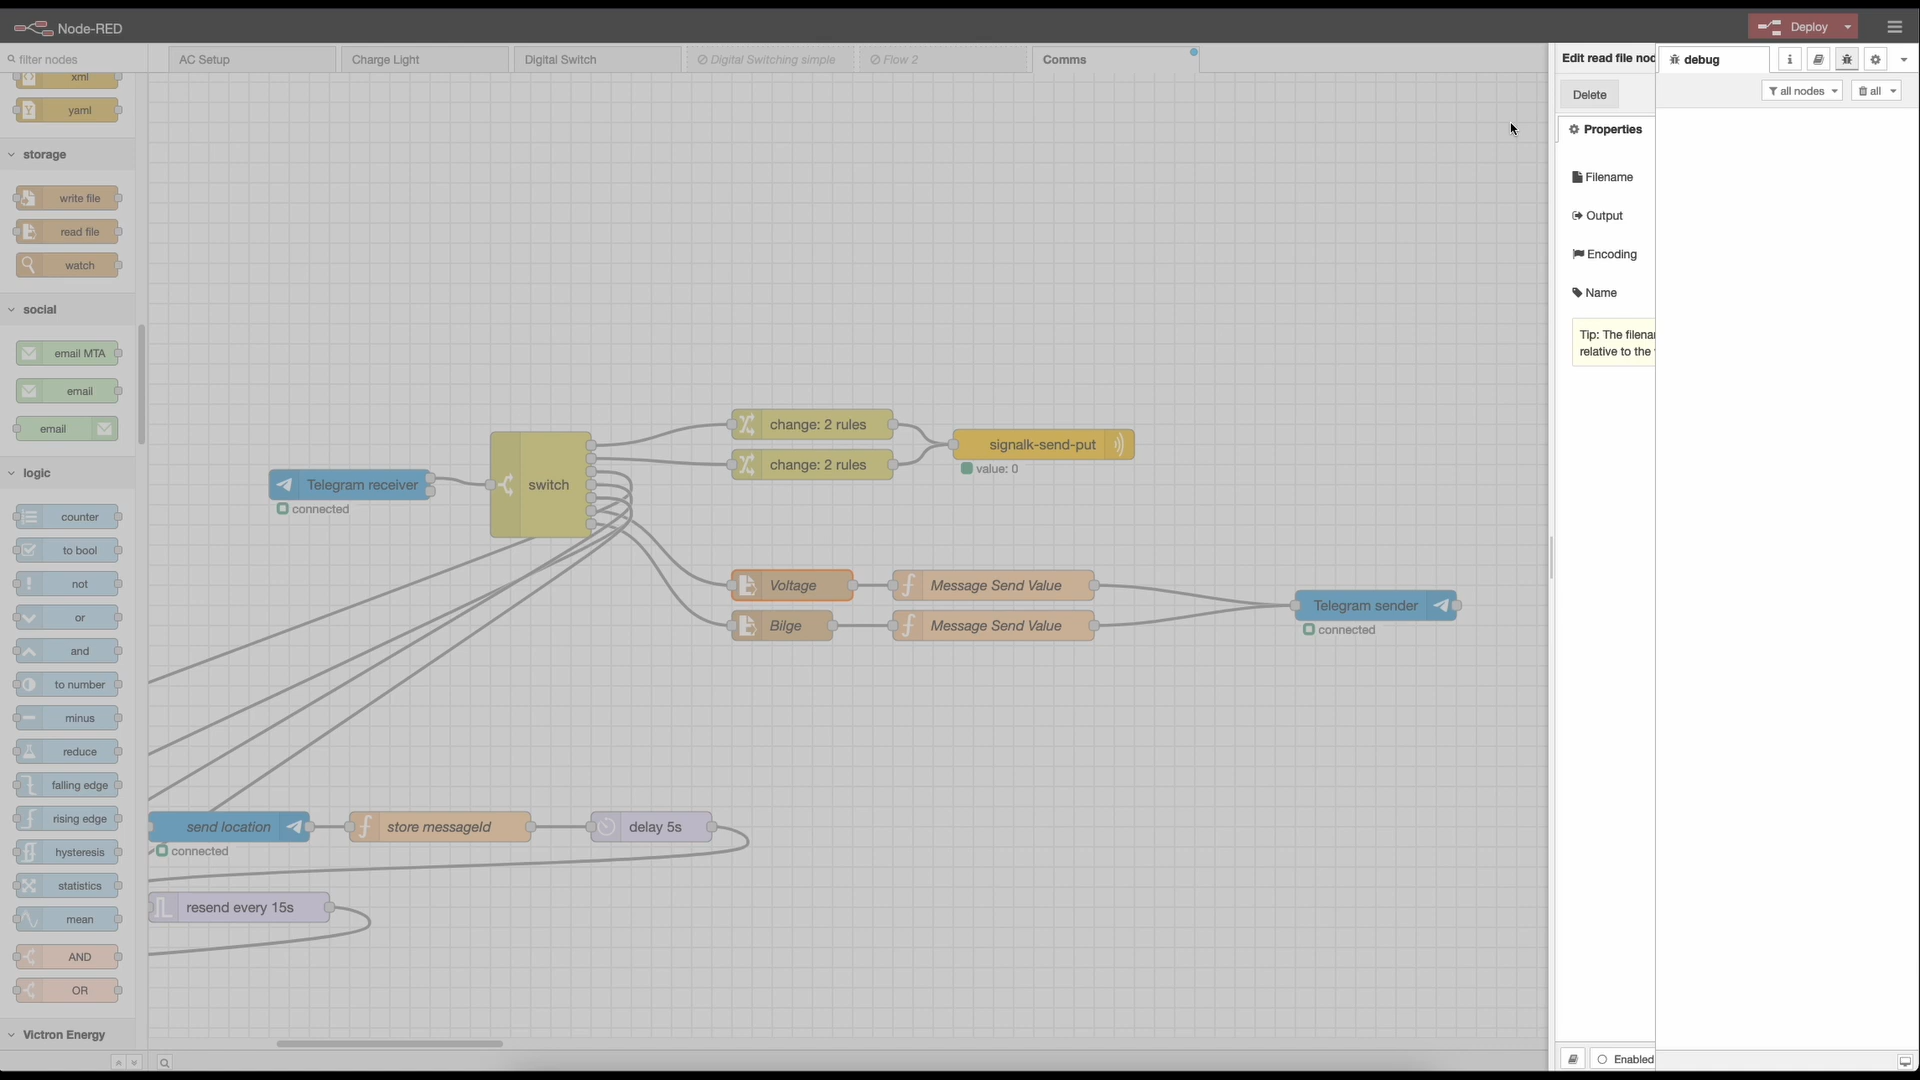 Node-RED
Deploy
filter nodes
AC Setup
Charge Light
Digital Switch
Digital Switching simple
Flow 2
Comms
xml
yaml
storage
write file
read file
watch
social
email MTA
email
email
logic
counter
to bool
not
or
and
to number
minus
reduce
falling edge
rising edge
hysteresis
statistics
mean
AND
OR
Victron Energy
Telegram receiver
connected
switch
change: 2 rules
change: 2 rules
signalk-send-put
value: 0
Voltage
Message Send Value
Bilge
Message Send Value
Telegram sender
connected
send location
connected
store messageId
delay 5s
resend every 15s
Edit read file nod
Delete
Properties
Filename
Output
Encoding
Name
Tip: The filena
relative to the
Enabled
debug
i
all nodes
all